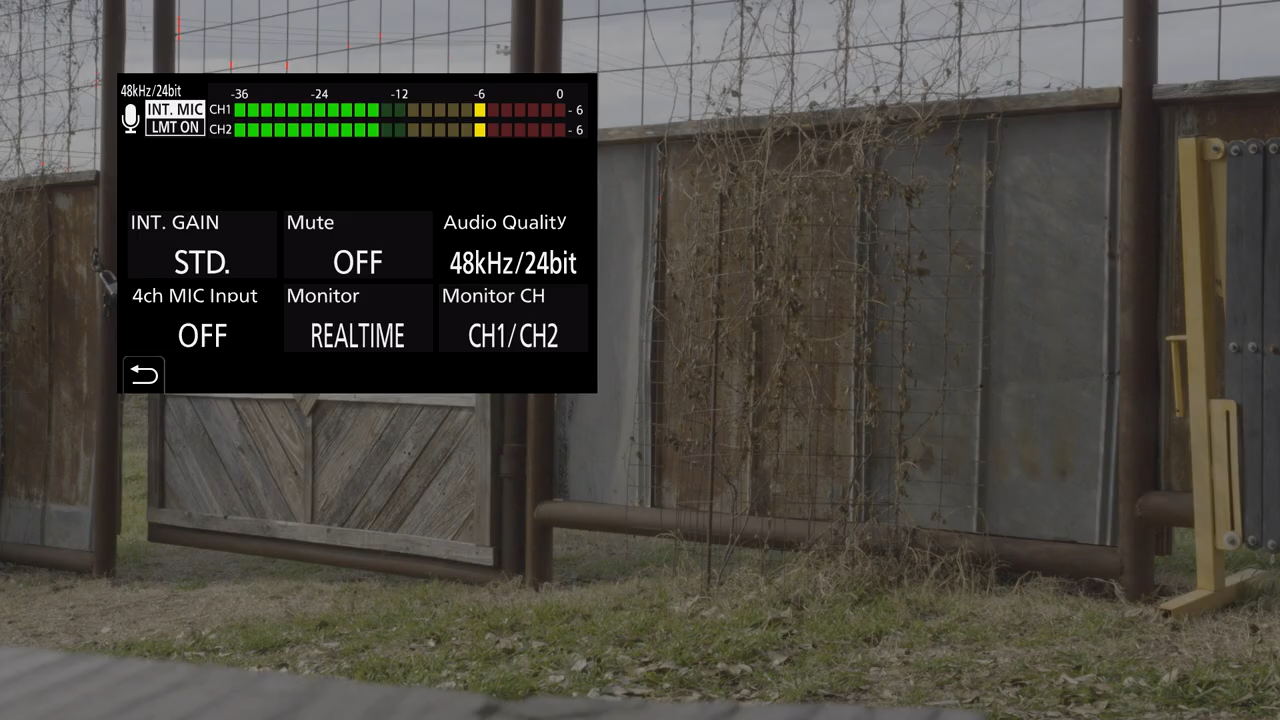 48kHz/24bit
-36 -24 -12 -6 0
INT. MIC CH1 - 6
LMT ON CH2 - 6
INT. GAIN Mute Audio Quality
STD. OFF 48kHz/24bit
4ch MIC Input Monitor Monitor CH
OFF REALTIME CH1/CH2